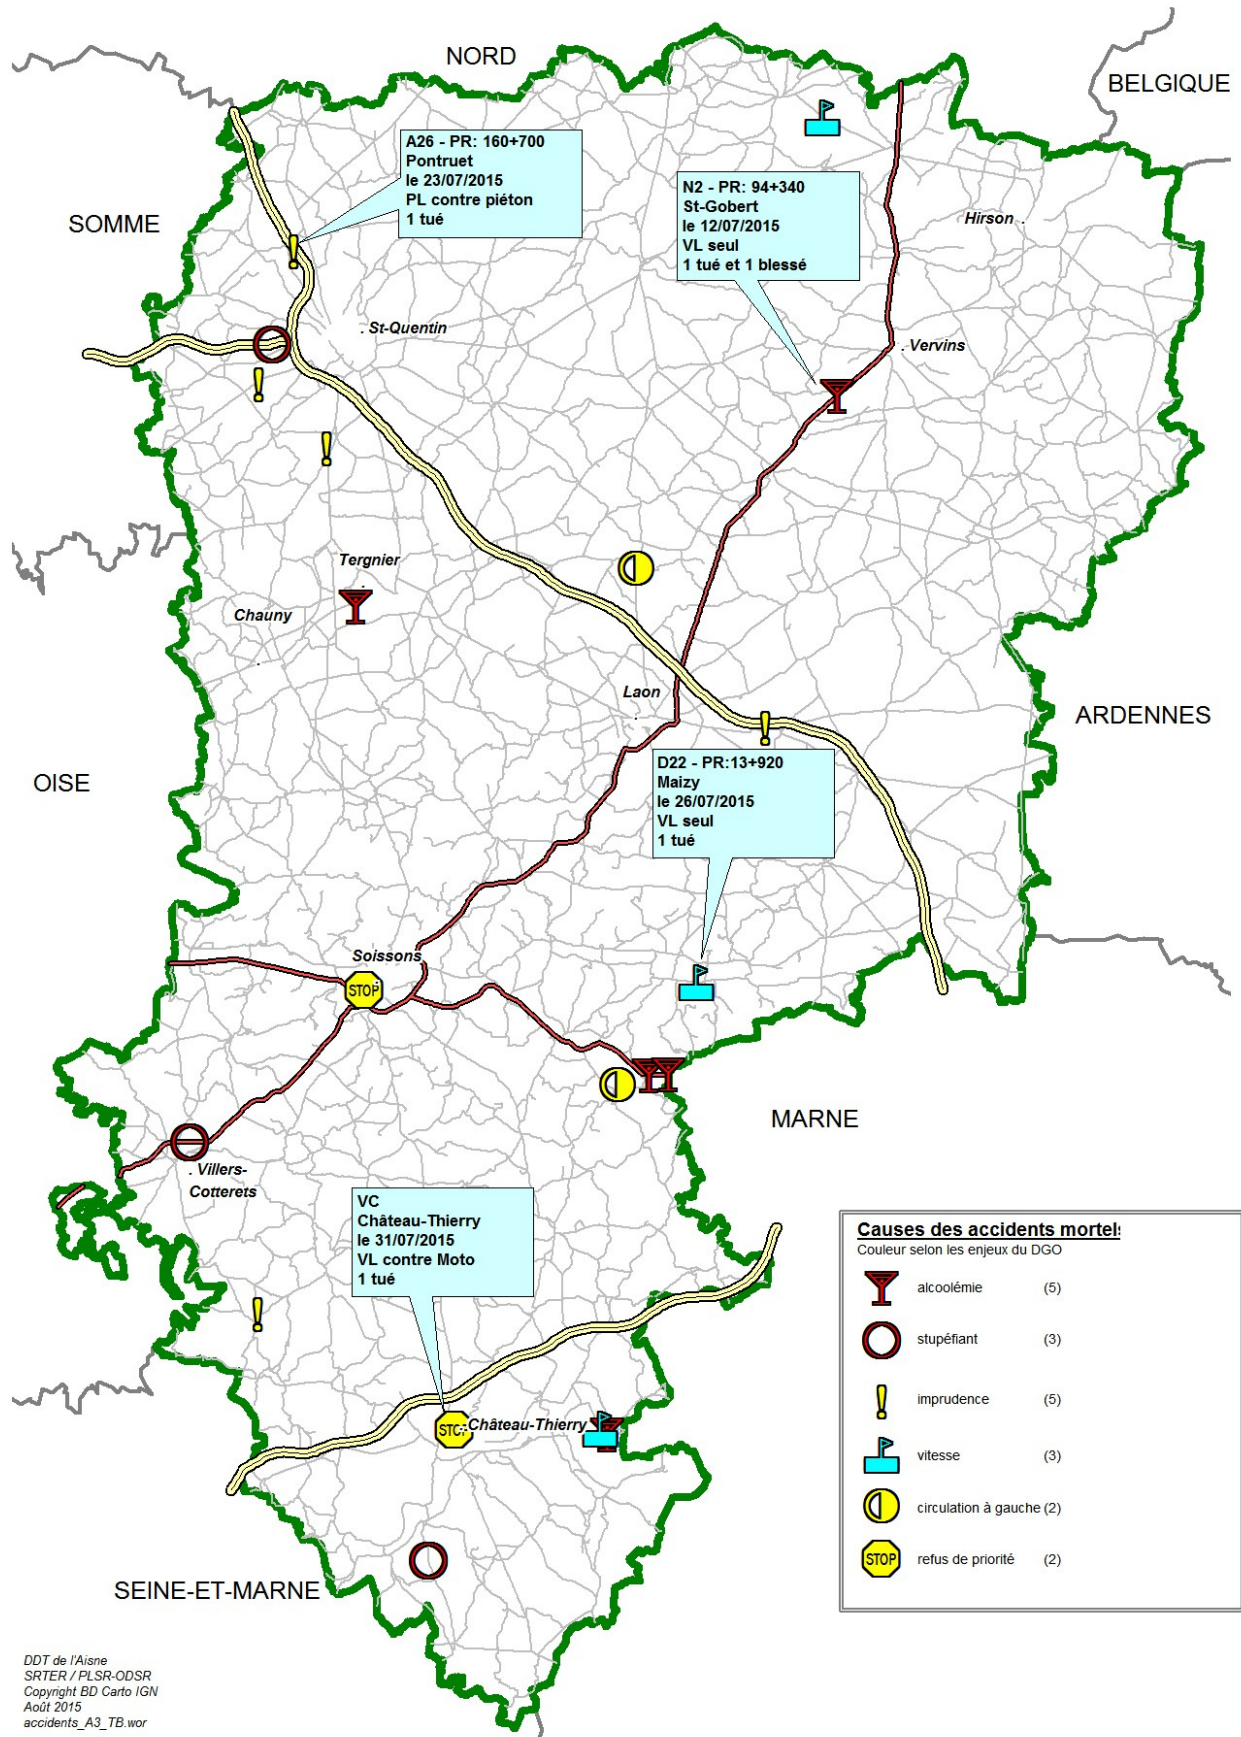 NORD
BELGIQUE
A26 - PR: 160+700
Pontruet
le 23/07/2015
PL contre piéton
1 tué
N2 - PR: 94+340
St-Gobert
le 12/07/2015
VL seul
1 tué et 1 blessé
SOMME
Hirson
St-Quentin
Vervins
Tergnier
Chauny
Laon
ARDENNES
OISE
D22 - PR:13+920
Maizy
le 26/07/2015
VL seul
1 tué
Soissons
STOP
MARNE
Villers-
Cotterets
VC
Château-Thierry
le 31/07/2015
VL contre Moto
1 tué
STOP
Château-Thierry
Causes des accidents mortels
Couleur selon les enjeux du DGO
alcoolémie (5)
stupéfiant (3)
imprudence (5)
vitesse (3)
circulation à gauche (2)
STOP refus de priorité (2)
SEINE-ET-MARNE
DDT de l'Aisne
SRTER / PLSR-ODSR
Copyright BD Carto IGN
Août 2015
accidents_A3_TB.wor